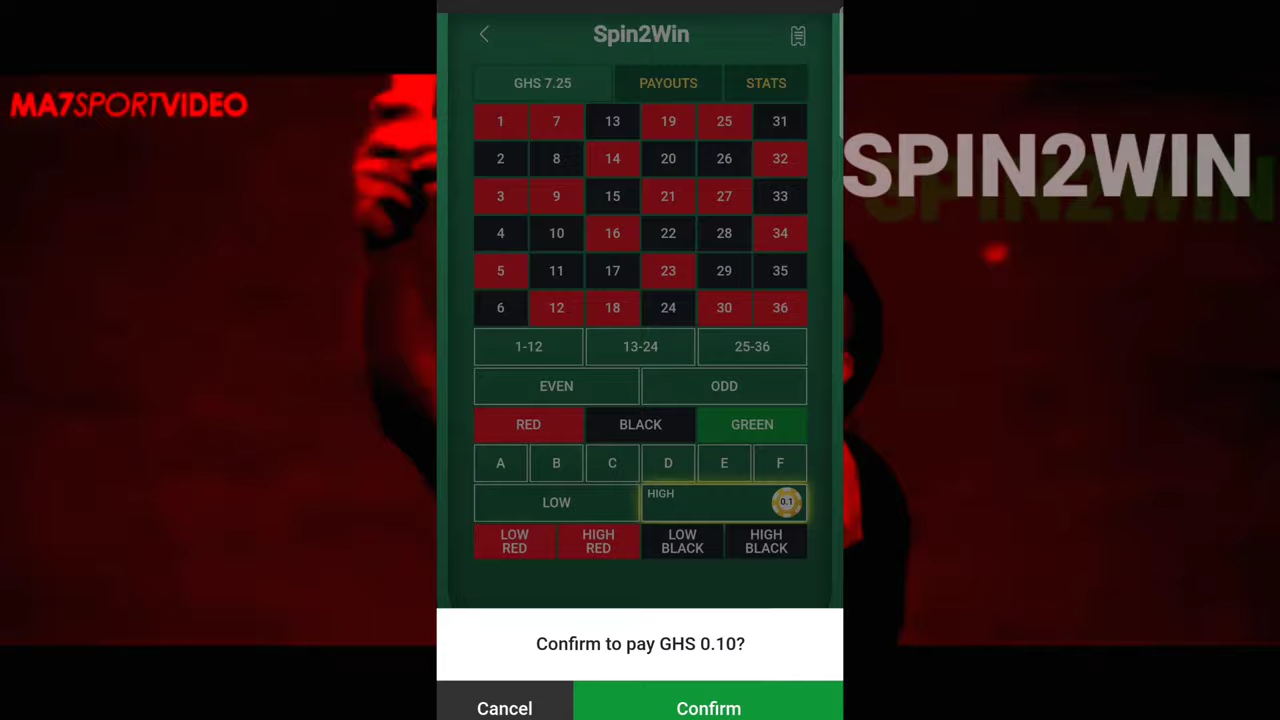 MA7SPORTVIDEO
SPIN2WIN
Spin2Win
GHS 7.25 PAYOUTS STATS
1 7 13 19 25 31
2 8 14 20 26 32
3 9 15 21 27 33
4 10 16 22 28 34
5 11 17 23 29 35
6 12 18 24 30 36
1-12 13-24 25-36
EVEN ODD
RED BLACK GREEN
A B C D E F
LOW HIGH 0.1
LOW RED HIGH RED LOW BLACK HIGH BLACK
Confirm to pay GHS 0.10?
Cancel Confirm